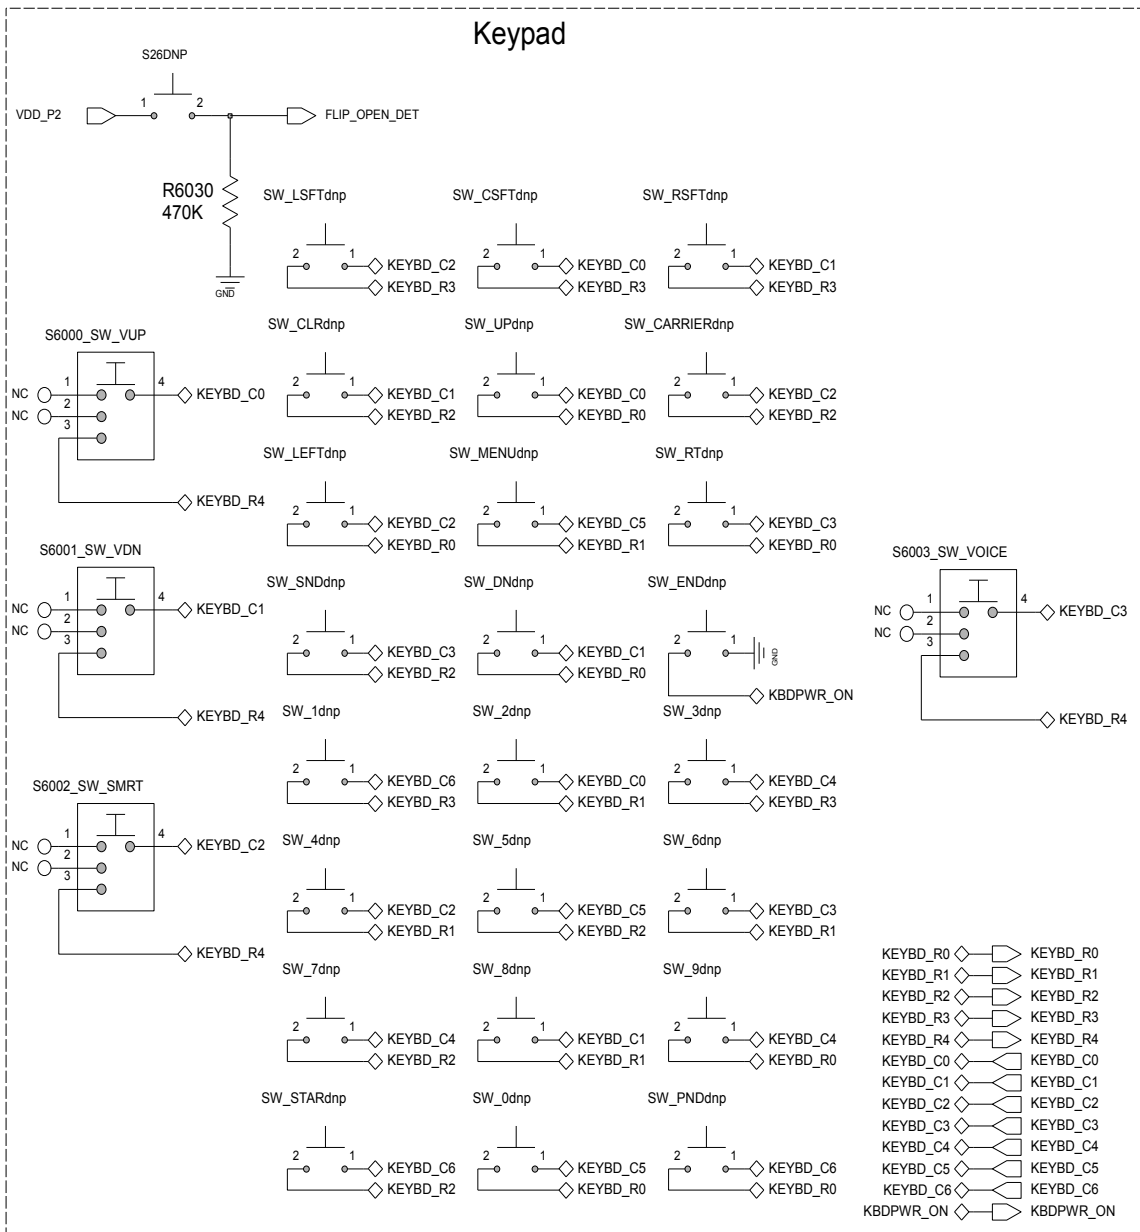 Keypad
S26DNP
VDD_P2
1 2
FLIP_OPEN_DET
R6030
470K
GND
SW_LSFTdnp SW_CSFTdnp SW_RSFTdnp
2 1 KEYBD_C2 2 1 KEYBD_C0 2 1 KEYBD_C1
KEYBD_R3 KEYBD_R3 KEYBD_R3
S6000_SW_VUP
NC 1 4 KEYBD_C0
NC 2
3
KEYBD_R4
SW_CLRdnp SW_UPdnp SW_CARRIERdnp
2 1 KEYBD_C1 2 1 KEYBD_C0 2 1 KEYBD_C2
KEYBD_R2 KEYBD_R0 KEYBD_R2
SW_LEFTdnp SW_MENUdnp SW_RTdnp
2 1 KEYBD_C2 2 1 KEYBD_C5 2 1 KEYBD_C3
KEYBD_R0 KEYBD_R1 KEYBD_R0
S6001_SW_VDN
NC 1 4 KEYBD_C1
NC 2
3
KEYBD_R4
SW_SNDdnp SW_DNdnp SW_ENDdnp
2 1 KEYBD_C3 2 1 KEYBD_C1 2 1 GND
KEYBD_R2 KEYBD_R0
KBDPWR_ON
S6003_SW_VOICE
NC 1 4 KEYBD_C3
NC 2
3
KEYBD_R4
SW_1dnp SW_2dnp SW_3dnp
2 1 KEYBD_C6 2 1 KEYBD_C0 2 1 KEYBD_C4
KEYBD_R3 KEYBD_R1 KEYBD_R3
S6002_SW_SMRT
NC 1 4 KEYBD_C2
NC 2
3
KEYBD_R4
SW_4dnp SW_5dnp SW_6dnp
2 1 KEYBD_C2 2 1 KEYBD_C5 2 1 KEYBD_C3
KEYBD_R1 KEYBD_R2 KEYBD_R1
SW_7dnp SW_8dnp SW_9dnp
2 1 KEYBD_C4 2 1 KEYBD_C1 2 1 KEYBD_C4
KEYBD_R2 KEYBD_R1 KEYBD_R0
SW_STARdnp SW_0dnp SW_PNDdnp
2 1 KEYBD_C6 2 1 KEYBD_C5 2 1 KEYBD_C6
KEYBD_R2 KEYBD_R0 KEYBD_R0
KEYBD_R0 KEYBD_R0
KEYBD_R1 KEYBD_R1
KEYBD_R2 KEYBD_R2
KEYBD_R3 KEYBD_R3
KEYBD_R4 KEYBD_R4
KEYBD_C0 KEYBD_C0
KEYBD_C1 KEYBD_C1
KEYBD_C2 KEYBD_C2
KEYBD_C3 KEYBD_C3
KEYBD_C4 KEYBD_C4
KEYBD_C5 KEYBD_C5
KEYBD_C6 KEYBD_C6
KBDPWR_ON KBDPWR_ON